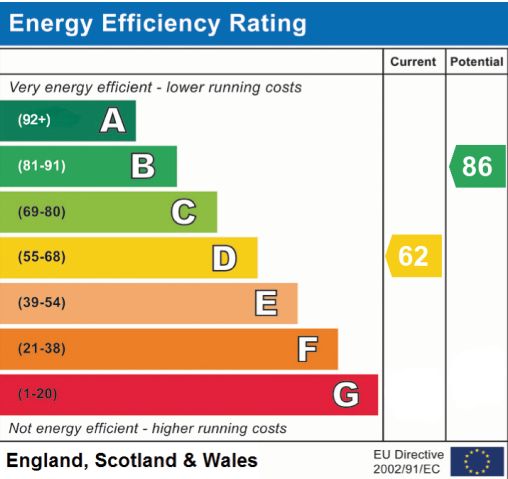 Energy Efficiency Rating
Current Potential
Very energy efficient - lower running costs
(92+) A
(81-91) B
86
(69-80) C
(55-68) D
62
(39-54) E
(21-38) F
(1-20) G
Not energy efficient - higher running costs
England, Scotland & Wales
EU Directive
2002/91/EC